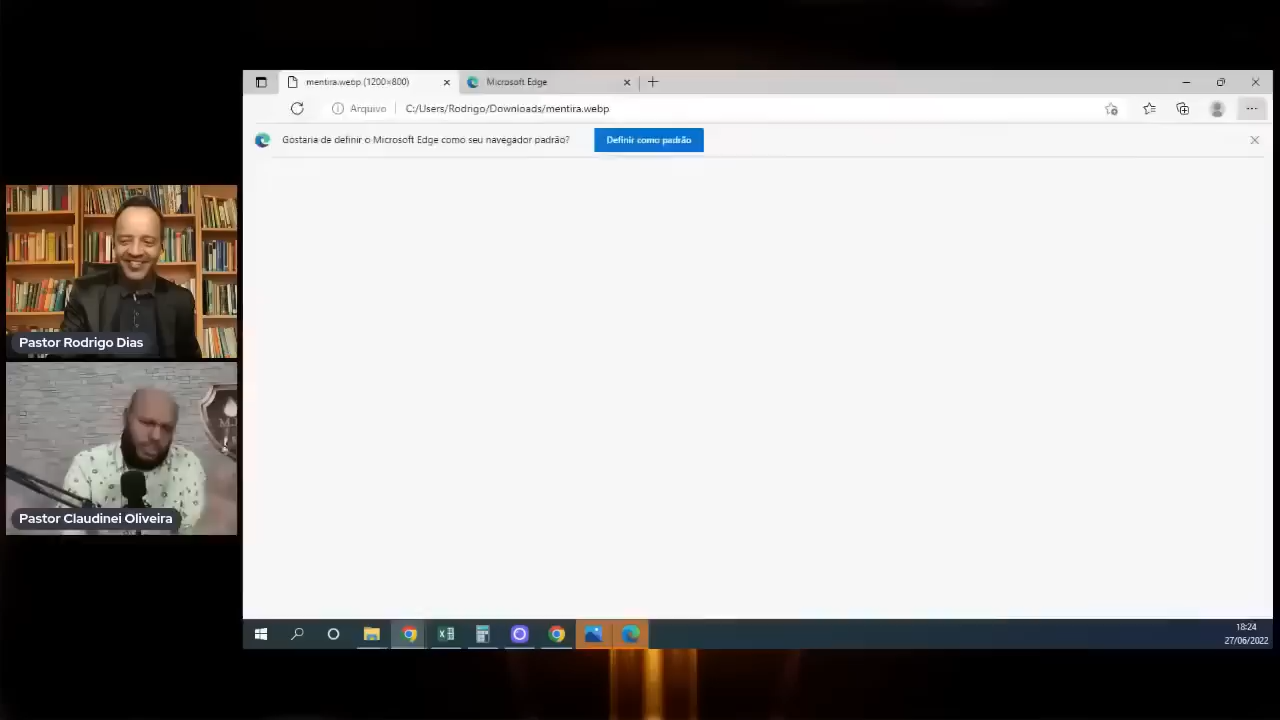 mentira.webp (1200×800)
Microsoft Edge
Arquivo
C:/Users/Rodrigo/Downloads/mentira.webp
Gostaria de definir o Microsoft Edge como seu navegador padrão?
Definir como padrão
Pastor Rodrigo Dias
Pastor Claudinei Oliveira
18:24
27/06/2022